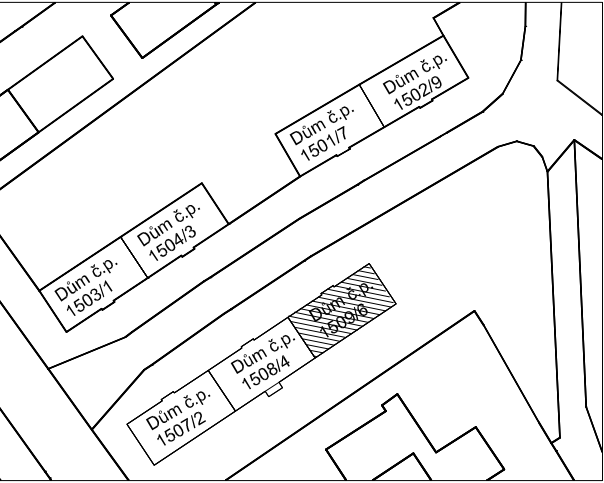 Dům č.p.
1502/9
Dům č.p.
1501/7
Dům č.p.
1504/3
Dům č.p.
1503/1
Dům č.p.
1509/6
Dům č.p.
1508/4
Dům č.p.
1507/2